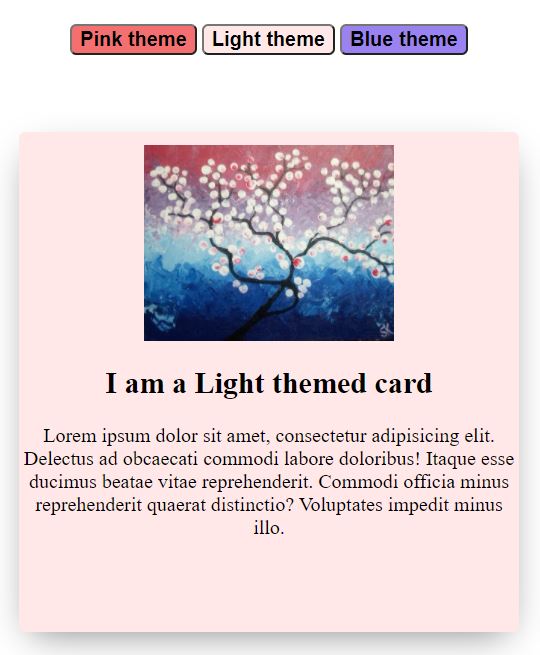 Pink theme Light theme Blue theme
SK
I am a Light themed card
Lorem ipsum dolor sit amet, consectetur adipisicing elit.
Delectus ad obcaecati commodi labore doloribus! Itaque esse
ducimus beatae vitae reprehenderit. Commodi officia minus
reprehenderit quaerat distinctio? Voluptates impedit minus
illo.